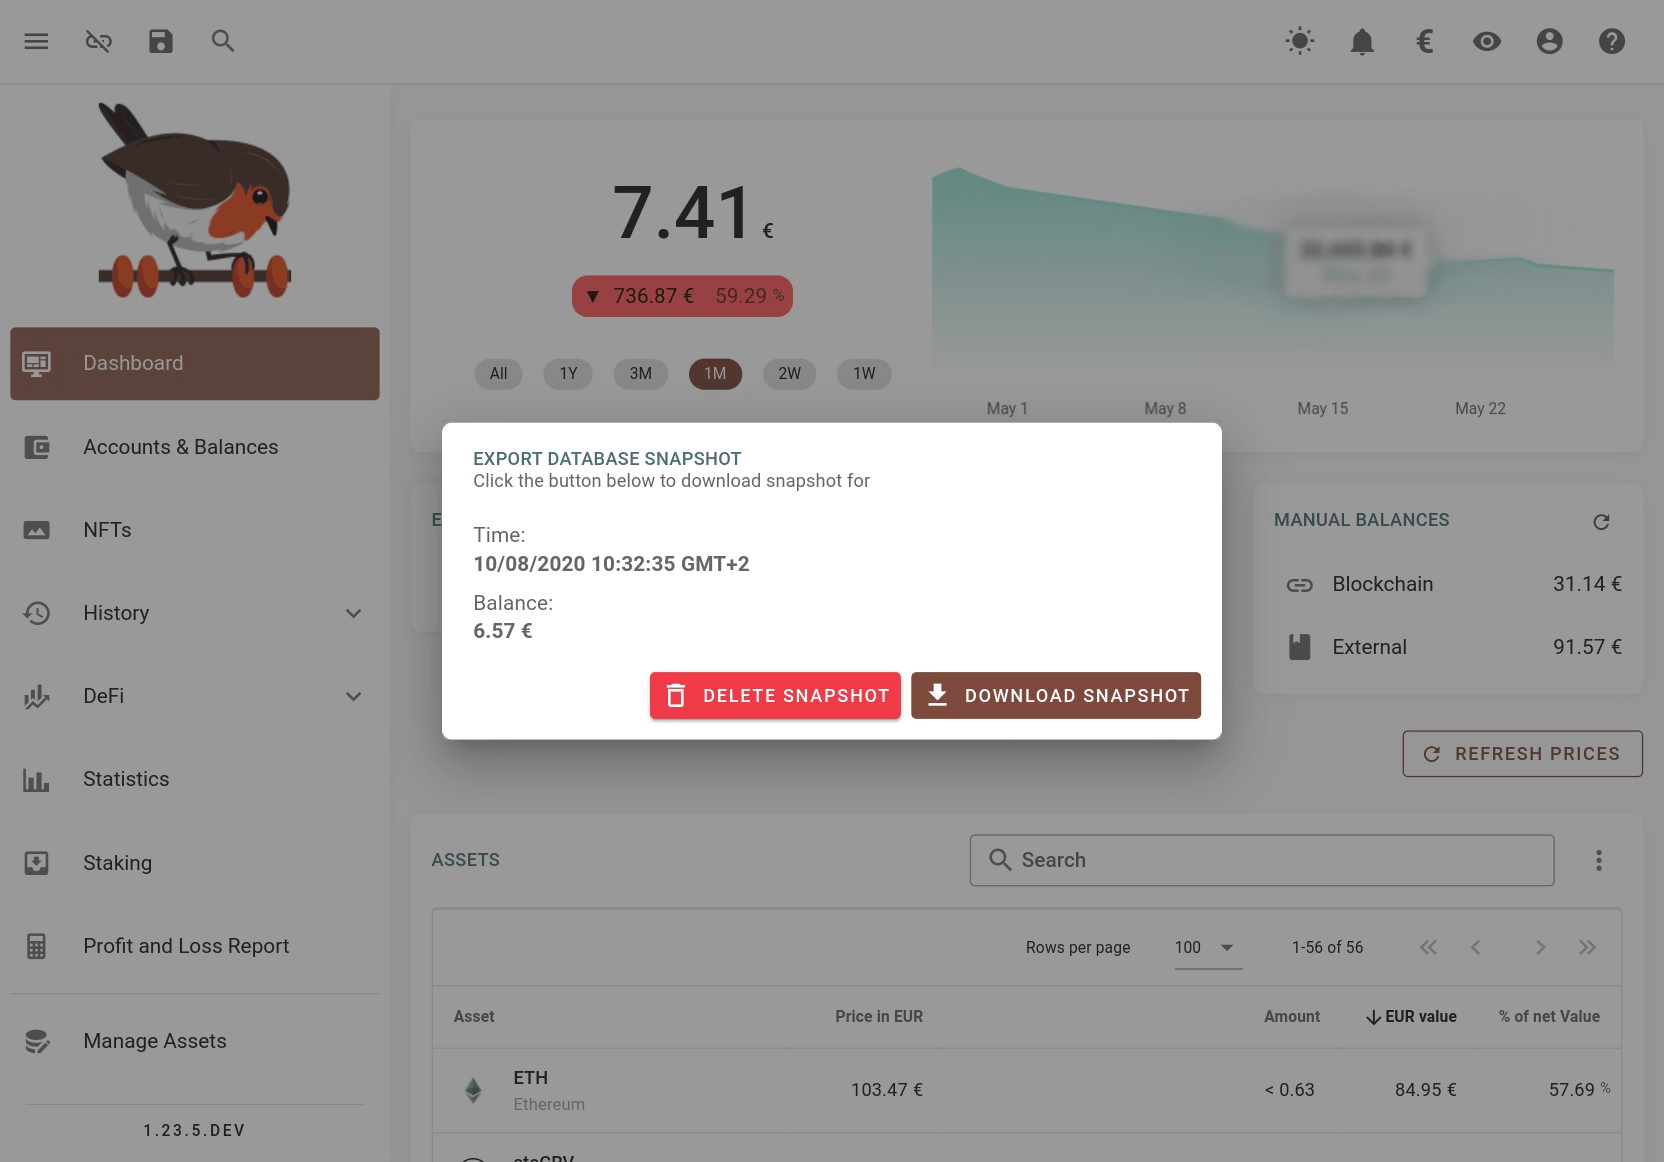 €
7.41 €
▼ 736.87 € 59.29 %
All 1Y 3M 1M 2W 1W
May 1 May 8 May 15 May 22
Dashboard
Accounts & Balances
NFTs
History
DeFi
Statistics
Staking
Profit and Loss Report
Manage Assets
1.23.5.DEV
EXPORT DATABASE SNAPSHOT
Click the button below to download snapshot for
Time:
10/08/2020 10:32:35 GMT+2
Balance:
6.57 €
DELETE SNAPSHOT DOWNLOAD SNAPSHOT
MANUAL BALANCES
Blockchain 31.14 €
External 91.57 €
REFRESH PRICES
ASSETS
Search
Rows per page 100 1-56 of 56
Asset Price in EUR Amount EUR value % of net Value
ETH
Ethereum
103.47 € < 0.63 84.95 € 57.69 %